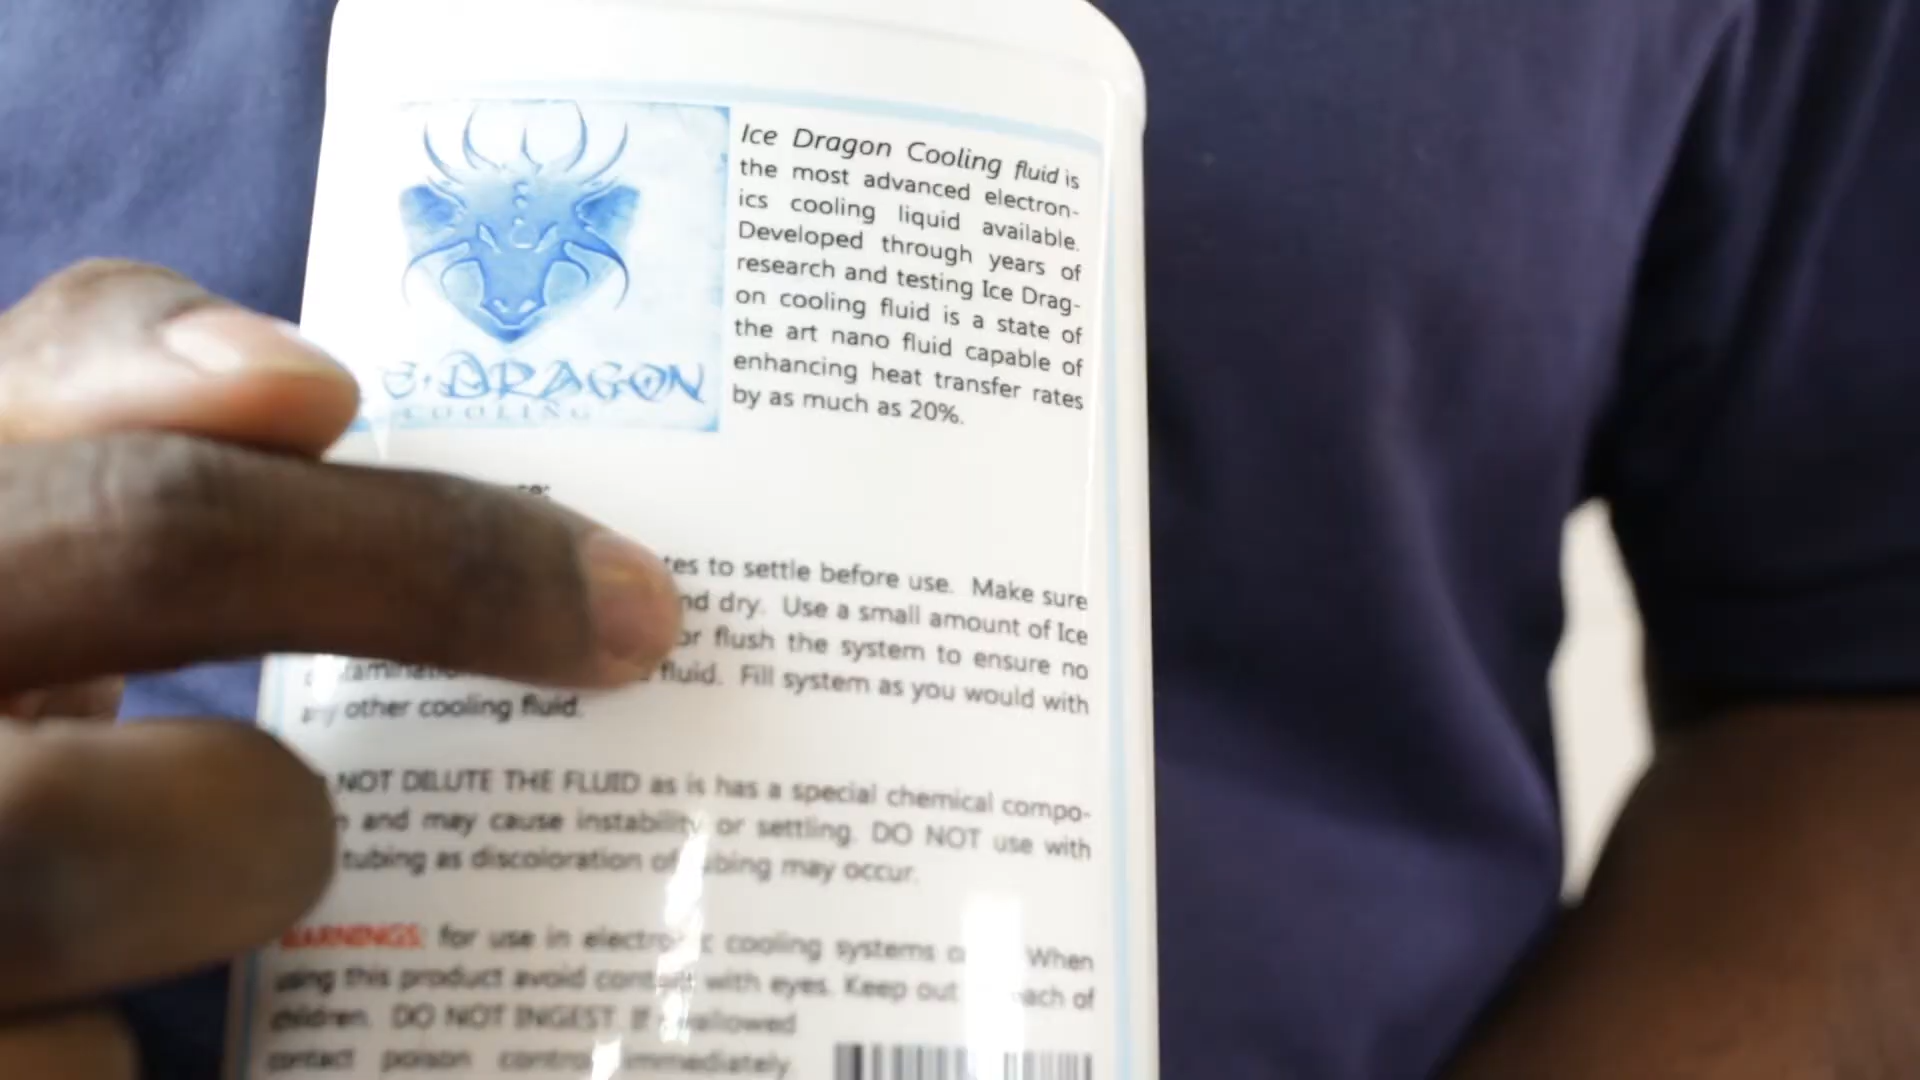 DRAGON
COOLING
Ice Dragon Cooling fluid is
the most advanced electron-
ics cooling liquid available.
Developed through years of
research and testing Ice Drag-
on cooling fluid is a state of
the art nano fluid capable of
enhancing heat transfer rates
by as much as 20%.
to settle before use. Make sure
dry. Use a small amount of Ice
flush the system to ensure no
fluid. Fill system as you would with
any other cooling fluid.
NOT DILUTE THE FLUID as is has a special chemical compo-
and may cause instability or settling. DO NOT use with
tubing as discoloration of tubing may occur.
WARNINGS: for use in electronic cooling systems When
using this product avoid contact with eyes. Keep out reach of
children. DO NOT INGEST. If swallowed
contact poison control immediately